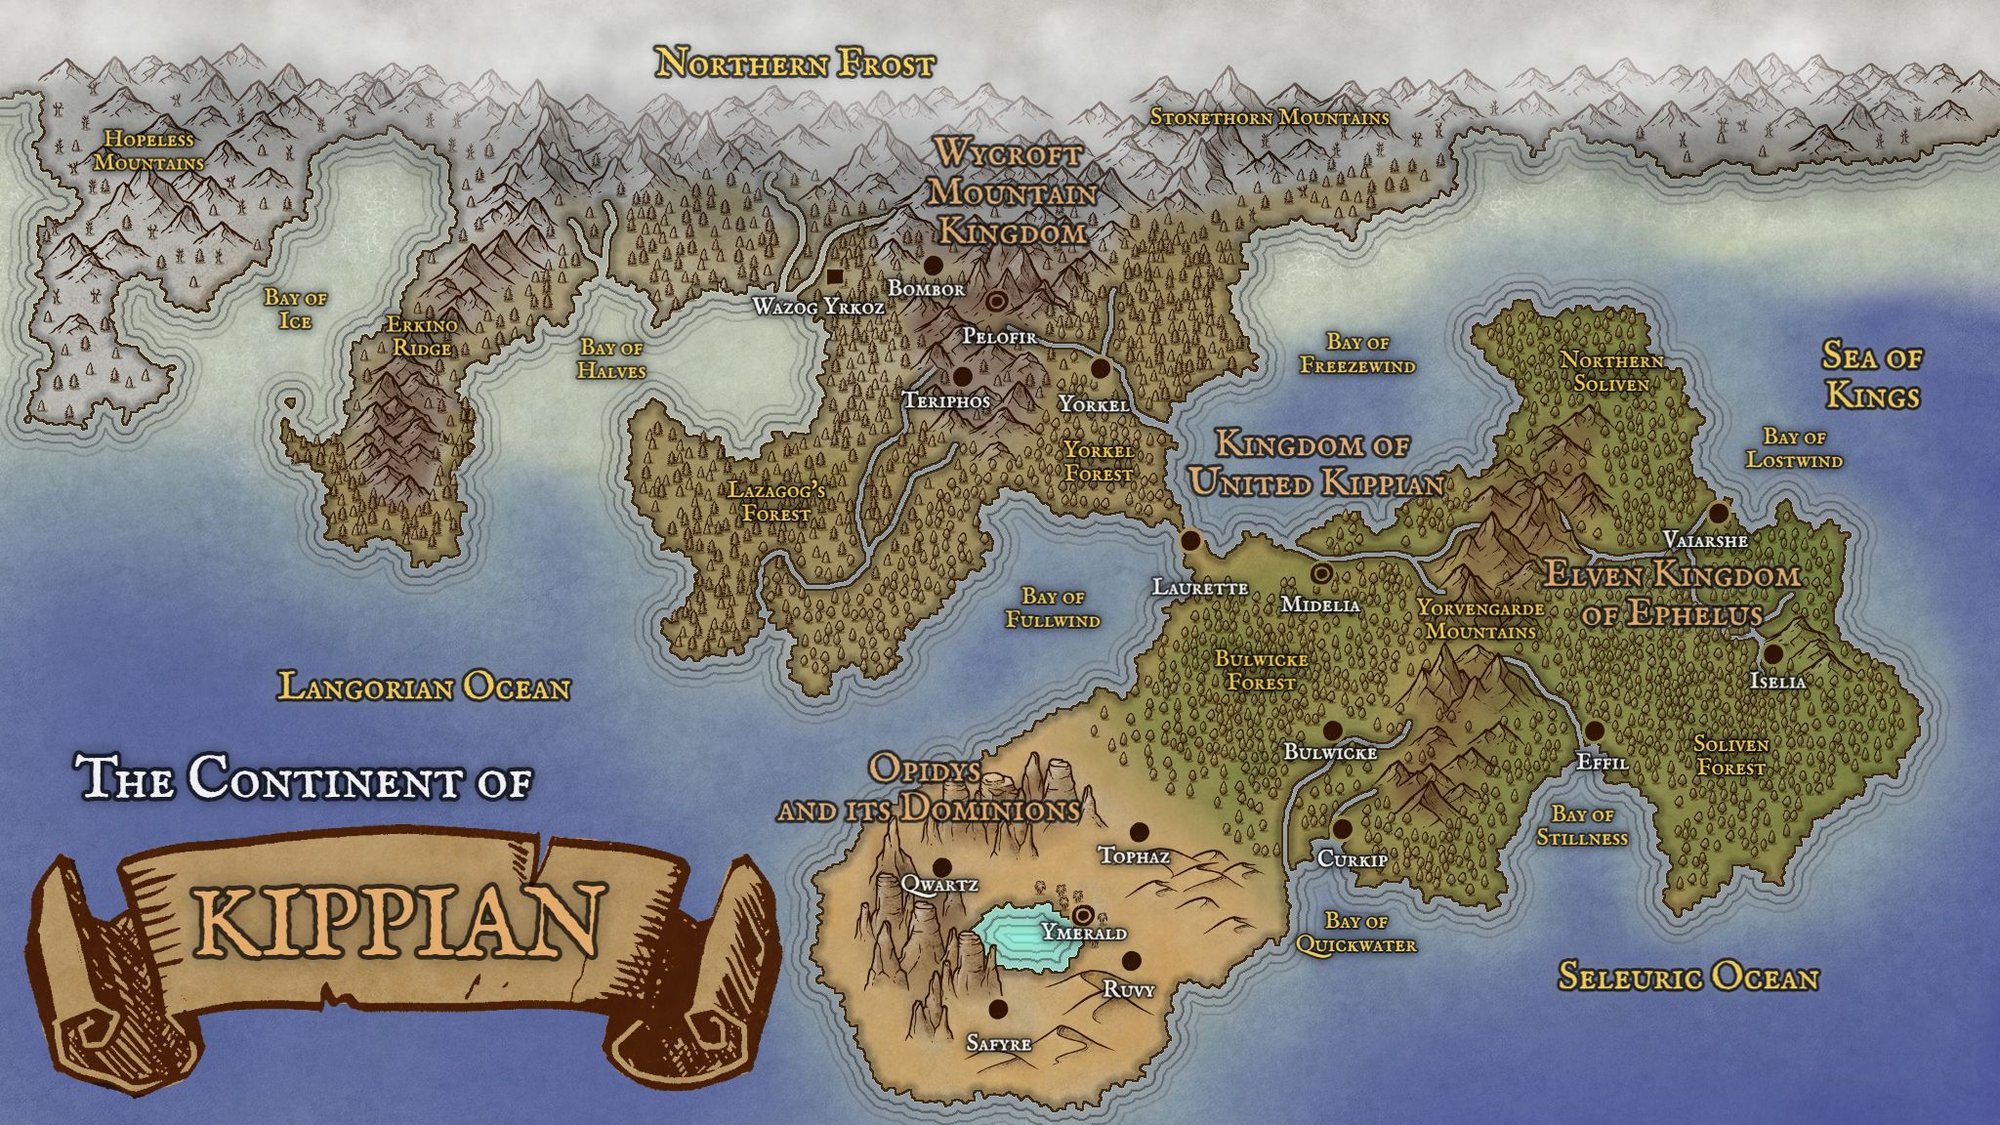 Northern Frost
Stonethorn Mountains
Hopeless
Mountains
Wycroft
Mountain
Kingdom
Bay of
Ice
Erkino
Ridge
Bay of
Halves
Wazog Yrkoz
Bombor
Pelofir
Teriphos
Yorkel
Yorkel
Forest
Lazagog's
Forest
Bay of
Freezewind
Northern
Soliven
Sea of
Kings
Bay of
Lostwind
Kingdom of
United Kippian
Vaiarshe
Elven Kingdom
of Ephelus
Laurette
Midelia
Yorvengarde
Mountains
Bay of
Fullwind
Bulwicke
Forest
Iselia
Langorian Ocean
Bulwicke
Effil
Soliven
Forest
The Continent of
KIPPIAN
Opidys
and its Dominions
Tophaz
Curkip
Bay of
Stillness
Qwartz
Ymerald
Bay of
Quickwater
Ruvy
Safyre
Seleuric Ocean